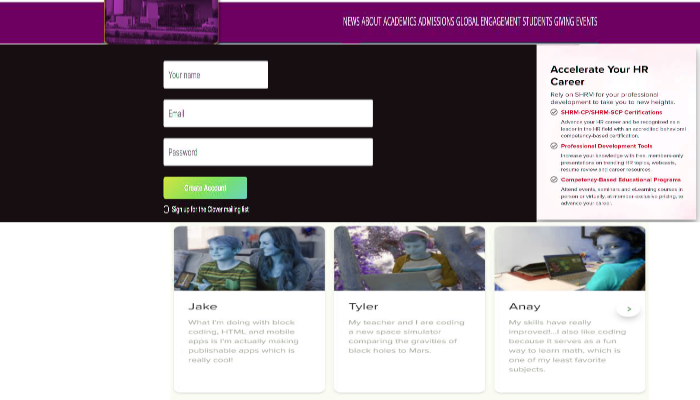 NEWS ABOUT ACADEMICS ADMISSIONS GLOBAL ENGAGEMENT STUDENTS GIVING EVENTS
Your name
Email
Password
Create Account
Sign up for the Clover mailing list
Accelerate Your HR
Career
Rely on SHRM for your professional
development to take you to new heights.
SHRM-CP/SHRM-SCP Certifications
Advance your HR career and be recognized as a
leader in the HR field with an accredited behavioral
competency-based certification.
Professional Development Tools
Increase your knowledge with free, members-only
presentations on trending HR topics, webcasts,
resume review and career resources.
Competency-Based Educational Programs
Attend events, seminars and eLearning courses in
person or virtually, at member-exclusive pricing, to
advance your career.
Jake
What I'm doing with block
coding, HTML and mobile
apps is I'm actually making
publishable apps which is
really cool!
Tyler
My teacher and I are coding
a new space simulator
comparing the gravities of
black holes to Mars.
Anay
My skills have really
improved!...I also like coding
because it serves as a fun
way to learn math, which is
one of my least favorite
subjects.